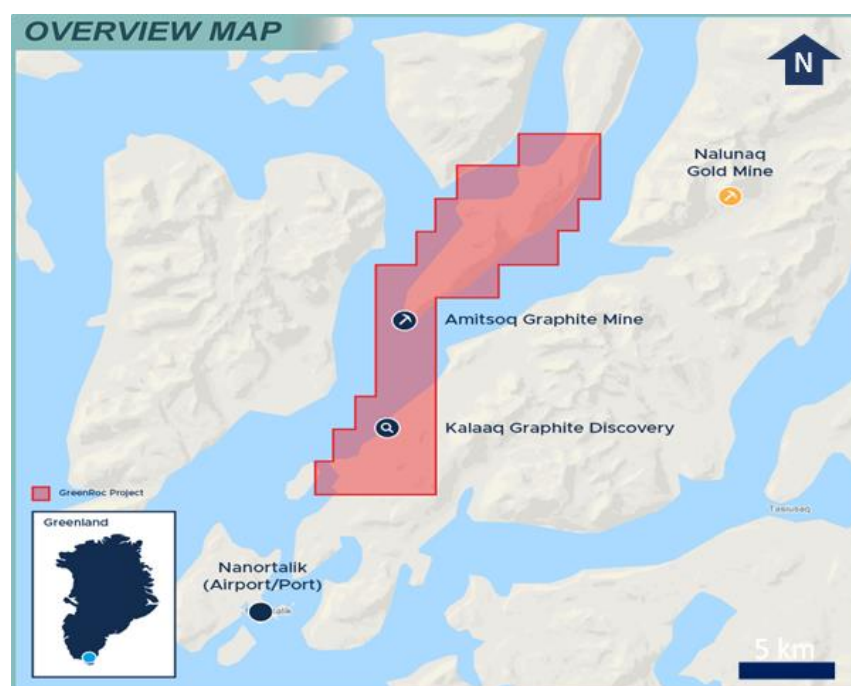 OVERVIEW MAP
N
Nalunaq
Gold Mine
Amitsoq Graphite Mine
Kalaaq Graphite Discovery
GreenRoc Project
Greenland
Nanortalik
(Airport/Port)
Tasiusaq
5 km